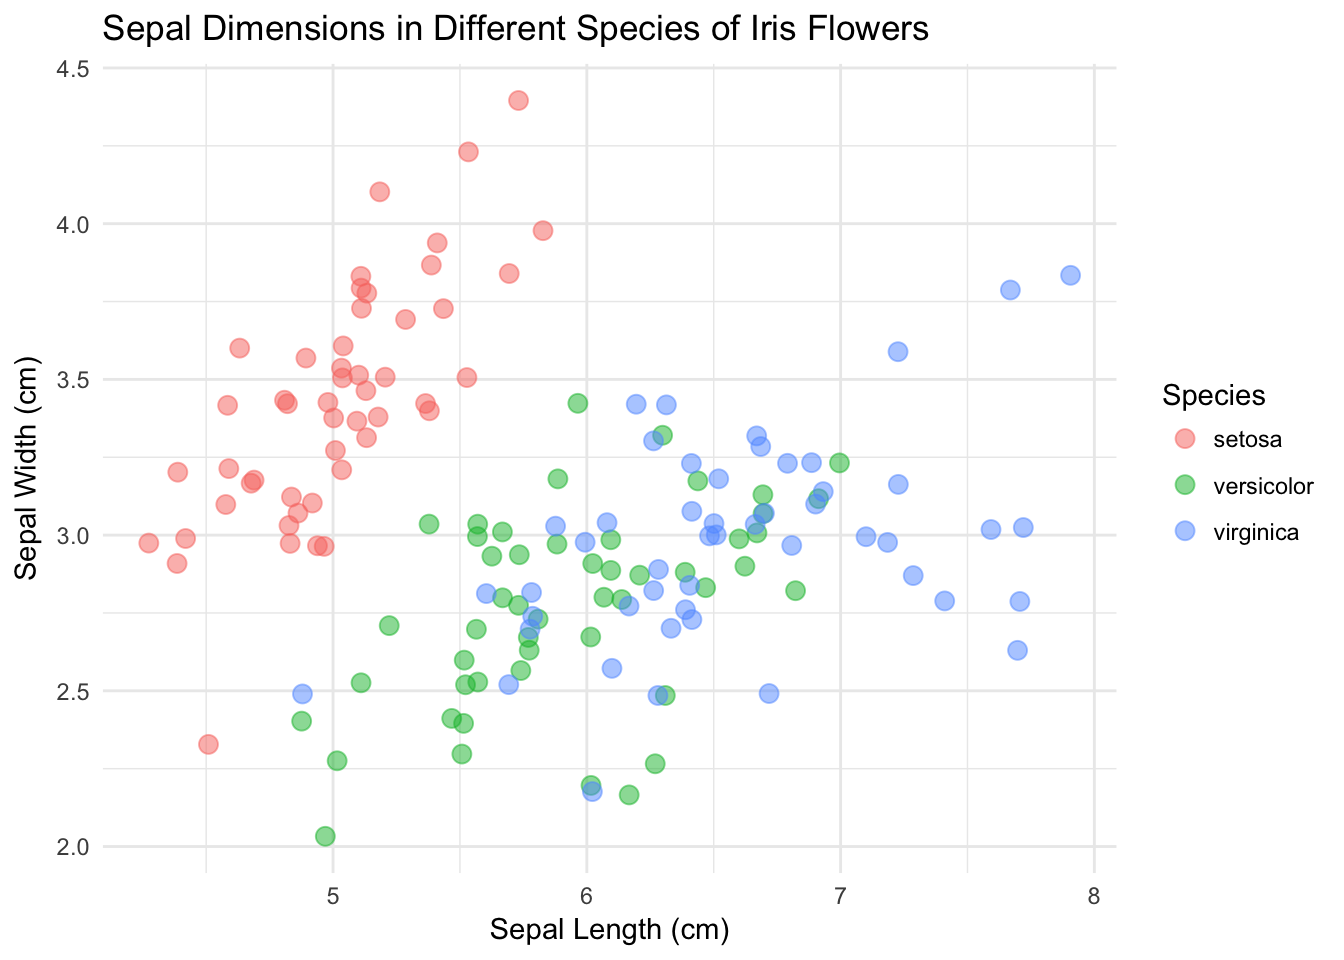 Sepal Dimensions in Different Species of Iris Flowers
4.5
4.0
3.5
3.0
2.5
2.0
Sepal Width (cm)
5 6 7 8
Sepal Length (cm)
Species
setosa
versicolor
virginica